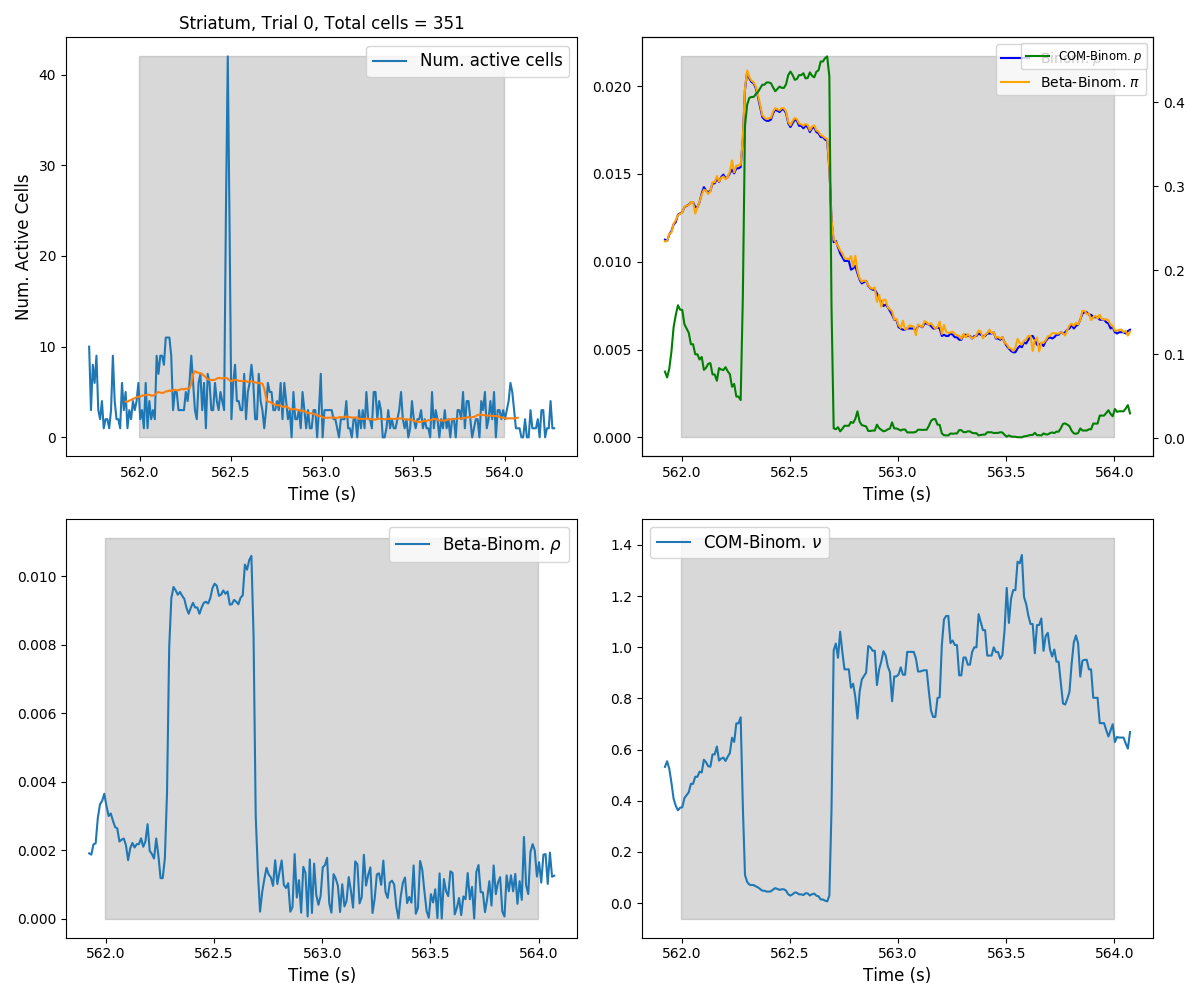 Striatum, Trial 0, Total cells = 351
Num. active cells
Num. Active Cells
40
30
20
10
0
562.0 562.5 563.0 563.5 564.0
Time (s)
COM-Binom. p
Beta-Binom. π
0.020
0.015
0.010
0.005
0.000
0.4
0.3
0.2
0.1
0.0
562.0 562.5 563.0 563.5 564.0
Time (s)
Beta-Binom. ρ
0.010
0.008
0.006
0.004
0.002
0.000
562.0 562.5 563.0 563.5 564.0
Time (s)
COM-Binom. ν
1.4
1.2
1.0
0.8
0.6
0.4
0.2
0.0
562.0 562.5 563.0 563.5 564.0
Time (s)